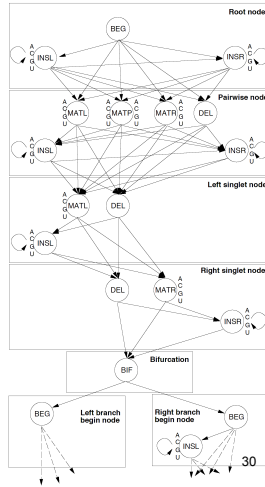 Root node
BEG
A C G U INSL
INSR A C G U
Pairwise node
A C G U MATL
A C G U MATP A C G U
MATR A C G U
DEL
A C G U INSL
INSR A C G U
Left singlet node
A C G U MATL
DEL
A C G U INSL
Right singlet node
DEL
MATR A C G U
INSR A C G U
Bifurcation
BIF
BEG
Left branch
begin node
Right branch
begin node
BEG
A C G U INSL
30